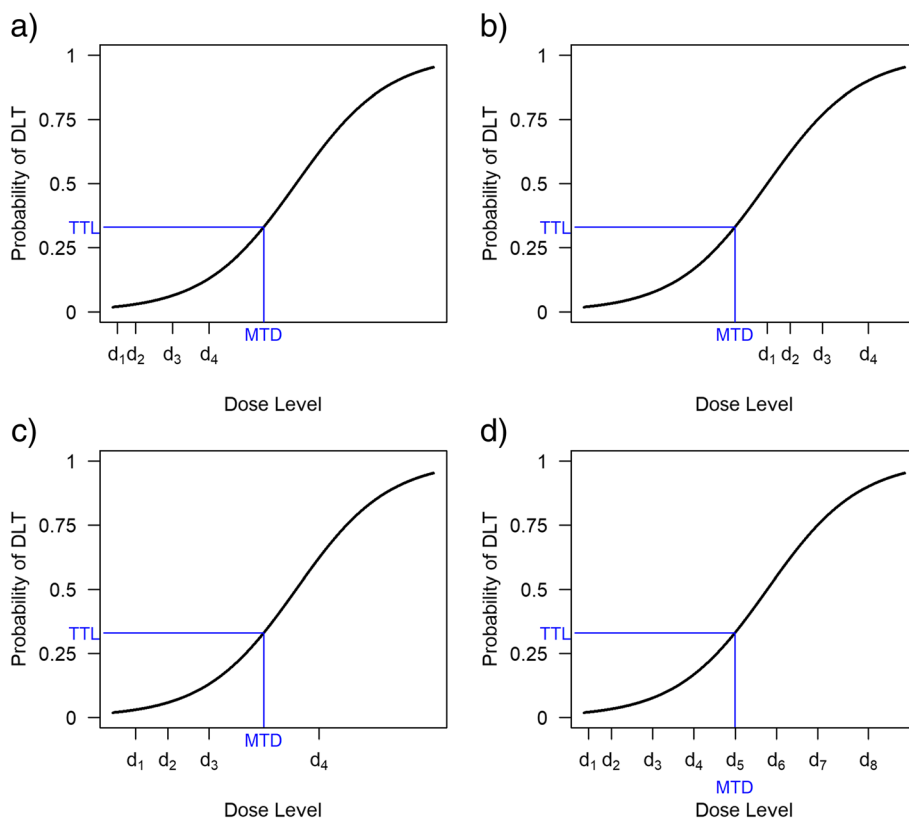 a)
1
0.75
0.5
TTL
0.25
0
Probability of DLT
MTD
d₁ d₂ d₃ d₄
Dose Level
b)
1
0.75
0.5
TTL
0.25
0
Probability of DLT
MTD
d₁ d₂ d₃ d₄
Dose Level
c)
1
0.75
0.5
TTL
0.25
0
Probability of DLT
MTD
d₁ d₂ d₃ d₄
Dose Level
d)
1
0.75
0.5
TTL
0.25
0
Probability of DLT
d₁ d₂ d₃ d₄ d₅ d₆ d₇ d₈
MTD
Dose Level